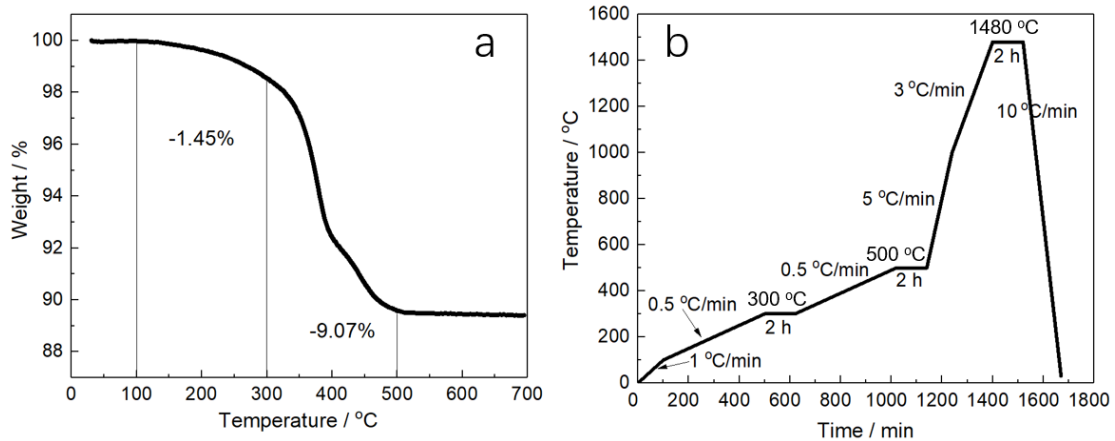 a
100
98
96
94
92
90
88
Weight / %
-1.45%
-9.07%
0 100 200 300 400 500 600 700
Temperature / °C
b
1600
1400
1200
1000
800
600
400
200
0
Temperature / °C
1480 °C
2 h
3 °C/min
10 °C/min
5 °C/min
500 °C
2 h
0.5 °C/min
300 °C
2 h
0.5 °C/min
1 °C/min
0 200 400 600 800 1000 1200 1400 1600 1800
Time / min